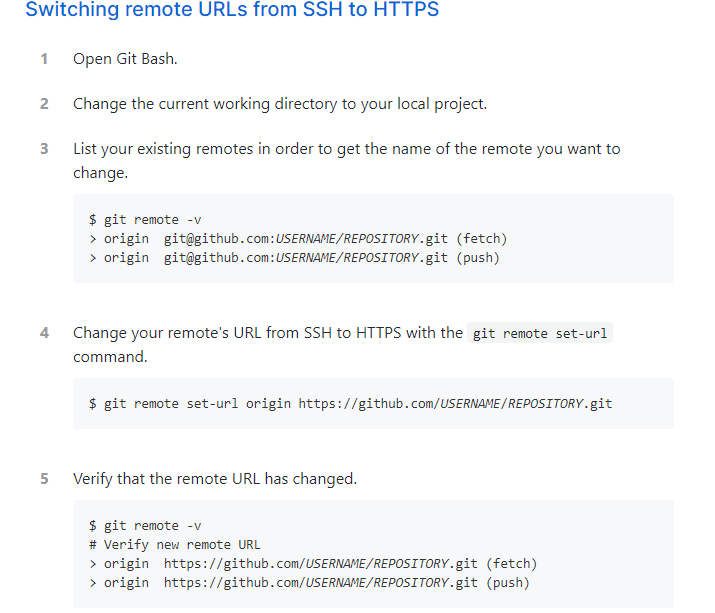 Switching remote URLs from SSH to HTTPS
1 Open Git Bash.
2 Change the current working directory to your local project.
3 List your existing remotes in order to get the name of the remote you want to
change.
$ git remote -v
> origin  git@github.com:USERNAME/REPOSITORY.git (fetch)
> origin  git@github.com:USERNAME/REPOSITORY.git (push)
4 Change your remote's URL from SSH to HTTPS with the git remote set-url
command.
$ git remote set-url origin https://github.com/USERNAME/REPOSITORY.git
5 Verify that the remote URL has changed.
$ git remote -v
# Verify new remote URL
> origin  https://github.com/USERNAME/REPOSITORY.git (fetch)
> origin  https://github.com/USERNAME/REPOSITORY.git (push)